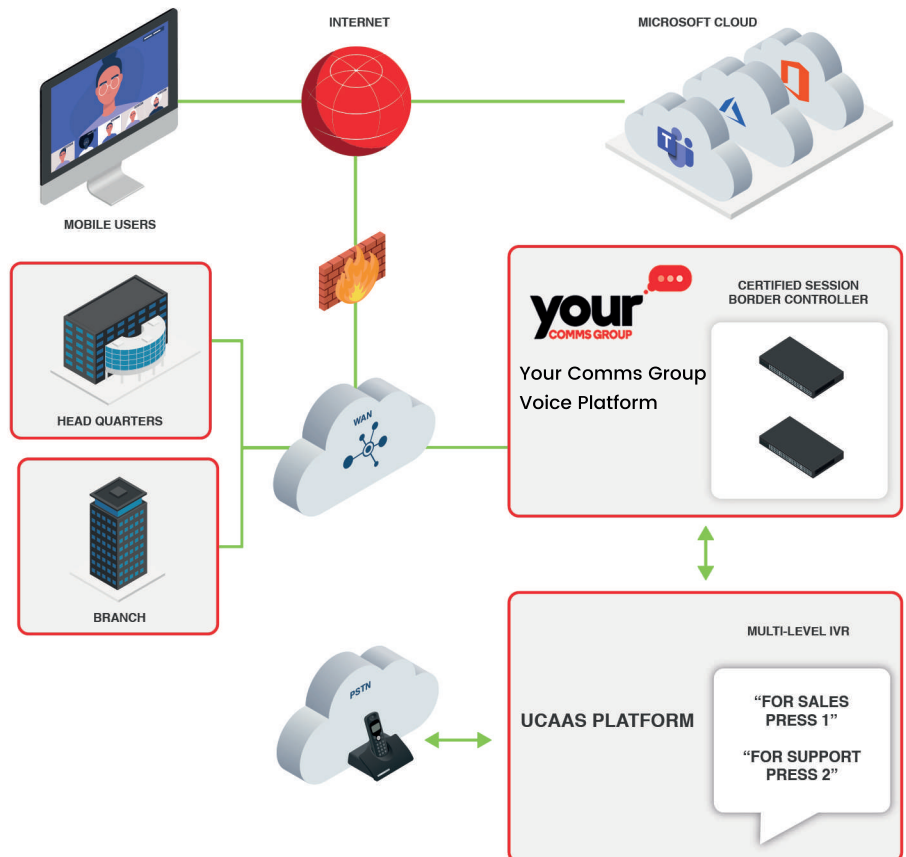 INTERNET
MICROSOFT CLOUD
T
MOBILE USERS
your
COMMS GROUP
CERTIFIED SESSION
BORDER CONTROLLER
Your Comms Group
Voice Platform
HEAD QUARTERS
WAN
BRANCH
MULTI-LEVEL IVR
PSTN
UCAAS PLATFORM
“FOR SALES
PRESS 1”
“FOR SUPPORT
PRESS 2”